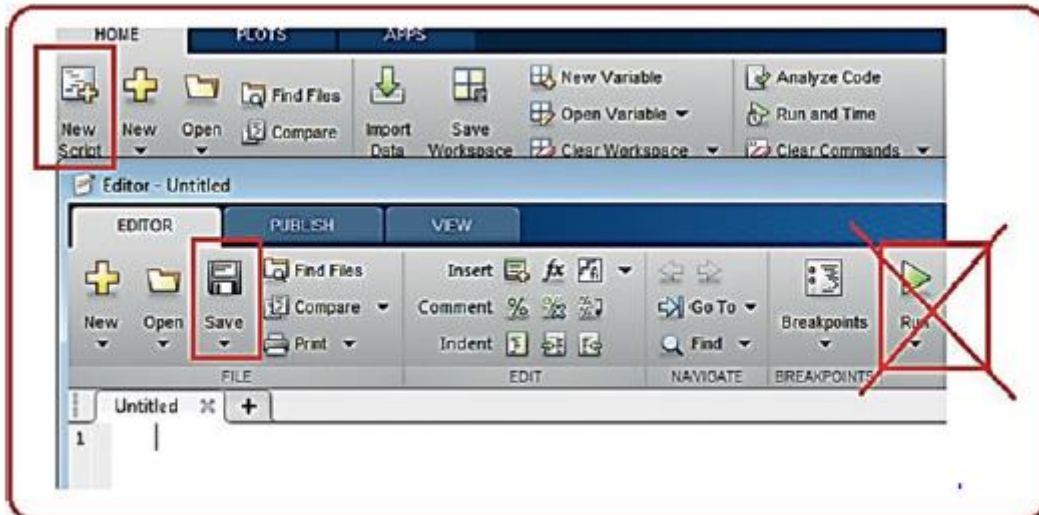 HOME PLOTS APPS
New Script
New
Open
Find Files
Compare
Import Data
Save Workspace
New Variable
Open Variable
Clear Workspace
Analyze Code
Run and Time
Clear Commands
Editor - Untitled
EDITOR PUBLISH VIEW
New
Open
Save
Find Files
Compare
Print
Insert fx
Comment % %
Indent
Go To
Find
Breakpoints
Run
FILE EDIT NAVIGATE BREAKPOINTS
Untitled
1